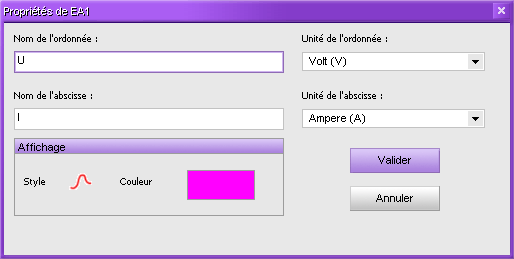 Propriétés de EA1
Nom de l'ordonnée :
Unité de l'ordonnée :
U
Volt (V)
Nom de l'abscisse :
Unité de l'abscisse :
I
Ampere (A)
Affichage
Style
Couleur
Valider
Annuler